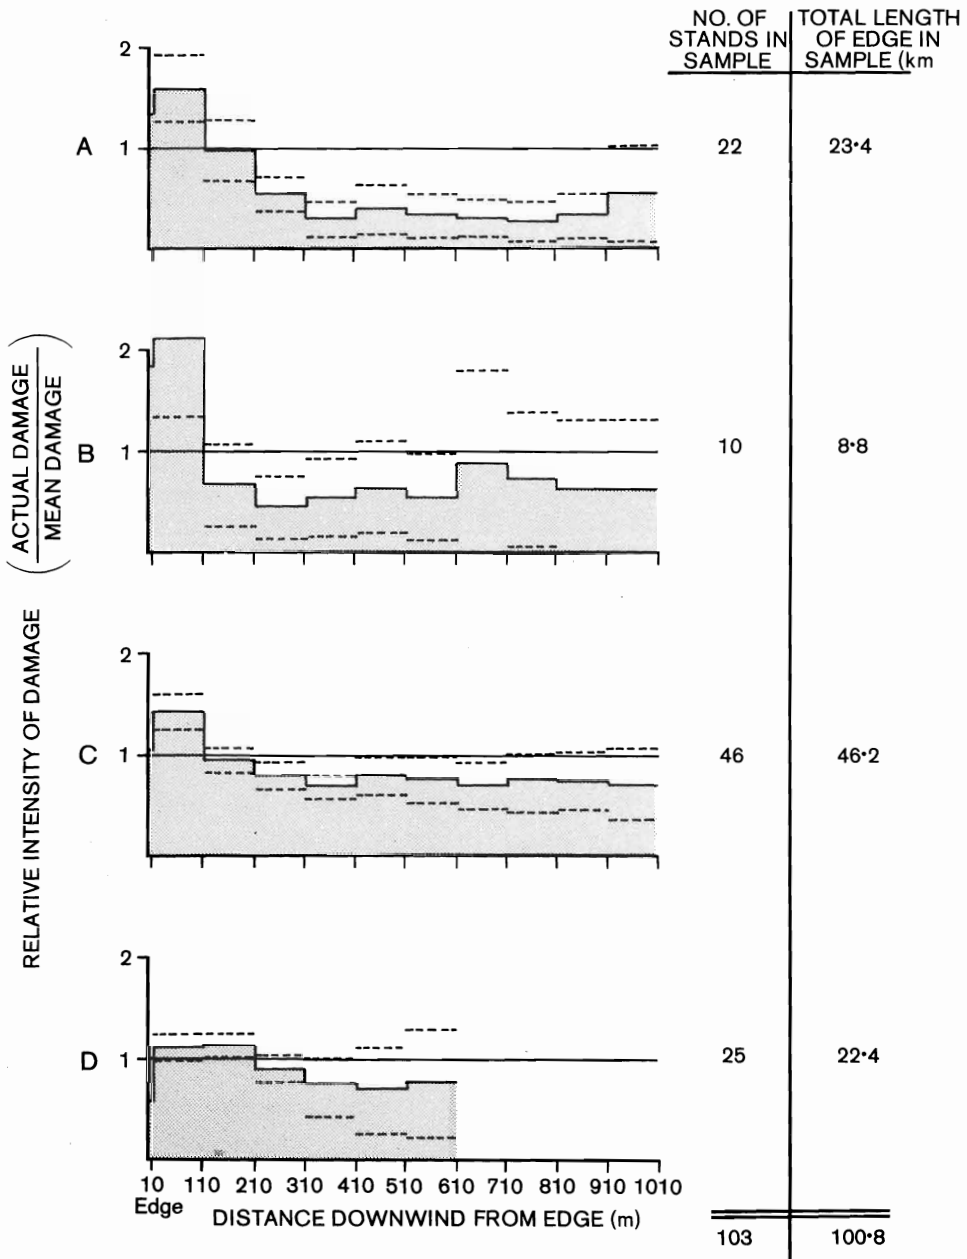 NO. OF
STANDS IN
SAMPLE
TOTAL LENGTH
OF EDGE IN
SAMPLE (km
2
A
1
22
23·4
2
B
1
10
8·8
2
C
1
46
46·2
2
D
1
25
22·4
RELATIVE INTENSITY OF DAMAGE
(ACTUAL DAMAGE
MEAN DAMAGE)
10 110 210 310 410 510 610 710 810 910 1010
Edge
DISTANCE DOWNWIND FROM EDGE (m)
103
100·8